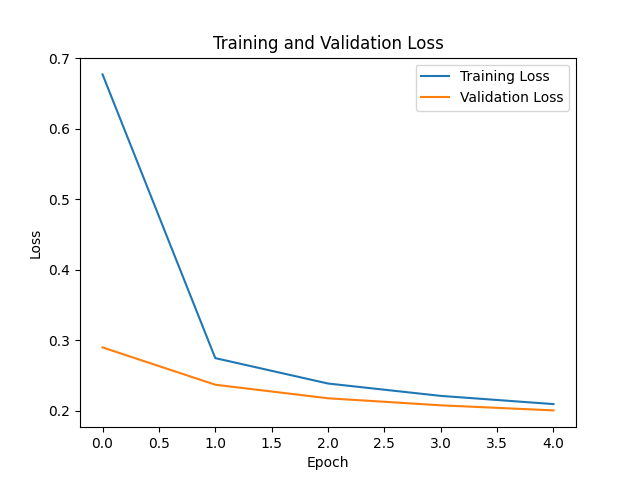 Training and Validation Loss
0.7
Training Loss
Validation Loss
0.6
0.5
Loss
0.4
0.3
0.2
0.0 0.5 1.0 1.5 2.0 2.5 3.0 3.5 4.0
Epoch